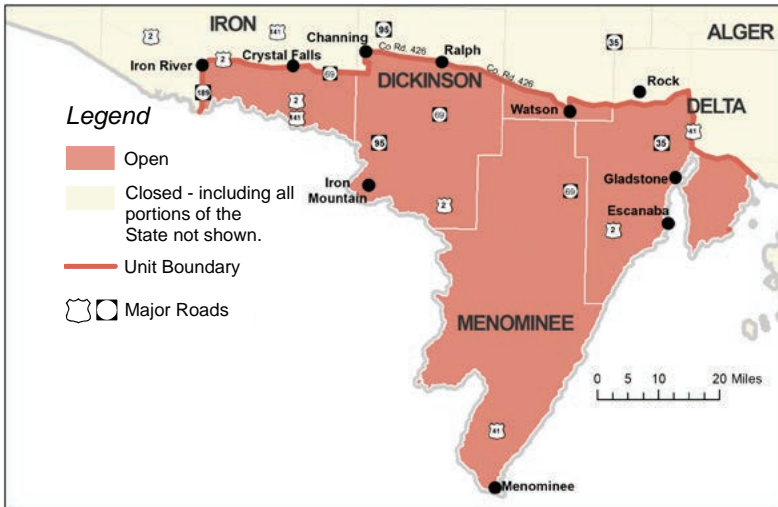 IRON
2
141
95
35
ALGER
Channing
Co Rd. 426
Ralph
Iron River
2
Crystal Falls
69
DICKINSON
Co Rd. 426
Rock
189
2
141
69
Watson
DELTA
41
Legend
Open
95
35
Closed - including all
portions of the
State not shown.
Iron
Mountain
2
69
Gladstone
Escanaba
2
Unit Boundary
Major Roads
MENOMINEE
0 5 10 20 Miles
41
Menominee